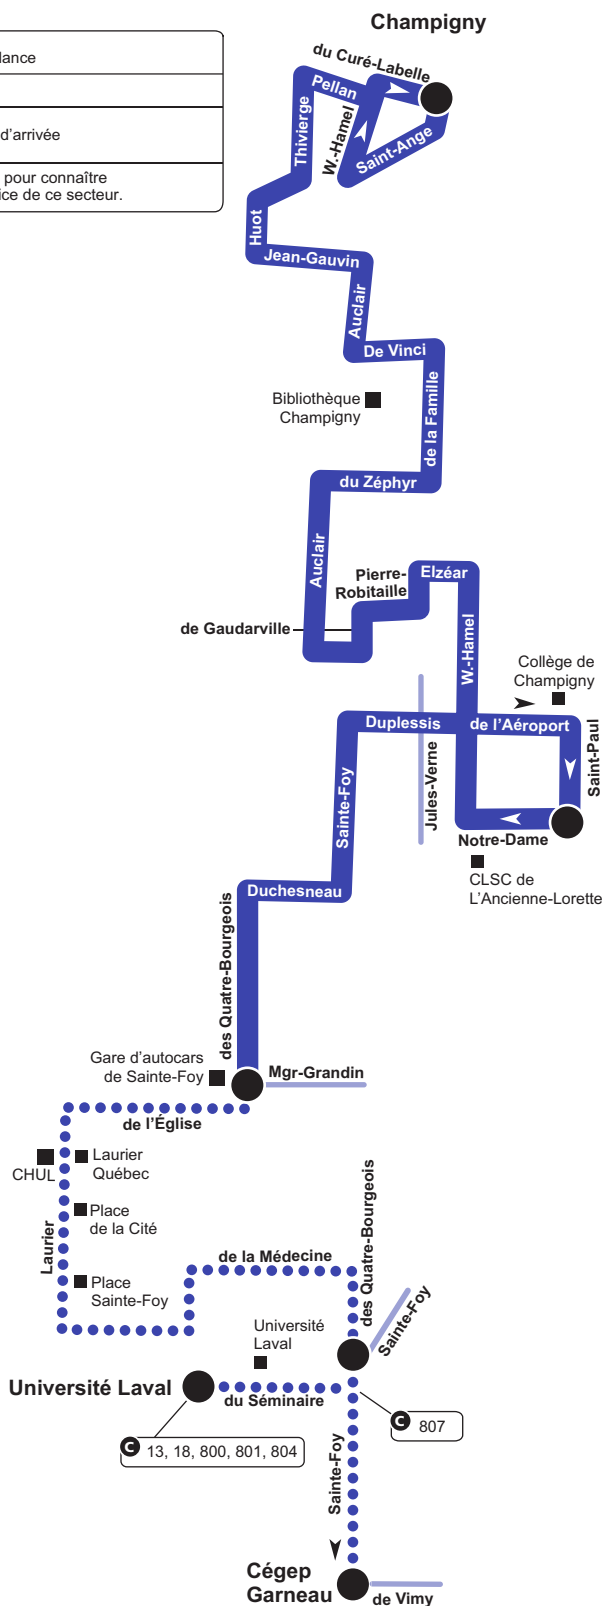 Champigny
d'arrivée
pour connaître
ice de ce secteur.
du Curé-Labelle
Pellan
Thivierge
W.-Hamel
Saint-Ange
Huot
Jean-Gauvin
Auclair
De Vinci
Bibliothèque
Champigny
de la Famille
du Zéphyr
Auclair
Pierre-
Robitaille
Elzéar
de Gaudarville
W.-Hamel
Collège de
Champigny
Duplessis
de l'Aéroport
Saint-Paul
Sainte-Foy
Jules-Verne
Notre-Dame
CLSC de
L'Ancienne-Lorette
Duchesneau
des Quatre-Bourgeois
Gare d'autocars
de Sainte-Foy
Mgr-Grandin
de l'Église
CHUL
Laurier
Québec
Place
de la Cité
Laurier
Place
Sainte-Foy
de la Médecine
des Quatre-Bourgeois
Sainte-Foy
Université
Laval
Université Laval
du Séminaire
C 807
C 13, 18, 800, 801, 804
Sainte-Foy
Cégep
Garneau
de Vimy